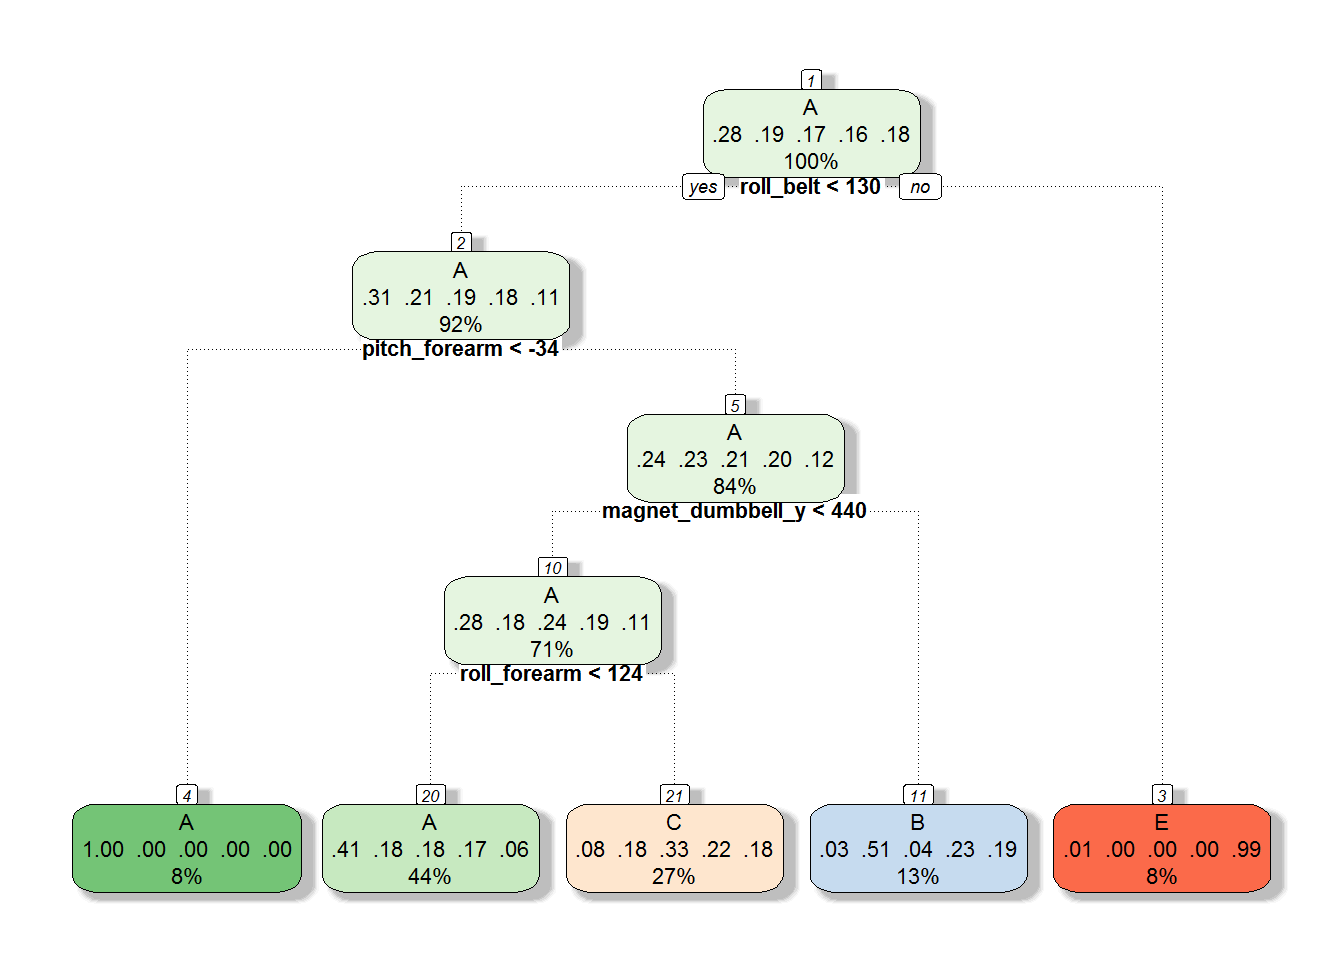 1
A
.28 .19 .17 .16 .18
100%
yes roll_belt < 130 no
2
A
.31 .21 .19 .18 .11
92%
pitch_forearm < -34
5
A
.24 .23 .21 .20 .12
84%
magnet_dumbbell_y < 440
10
A
.28 .18 .24 .19 .11
71%
roll_forearm < 124
4
A
1.00 .00 .00 .00 .00
8%
20
A
.41 .18 .18 .17 .06
44%
21
C
.08 .18 .33 .22 .18
27%
11
B
.03 .51 .04 .23 .19
13%
3
E
.01 .00 .00 .00 .99
8%